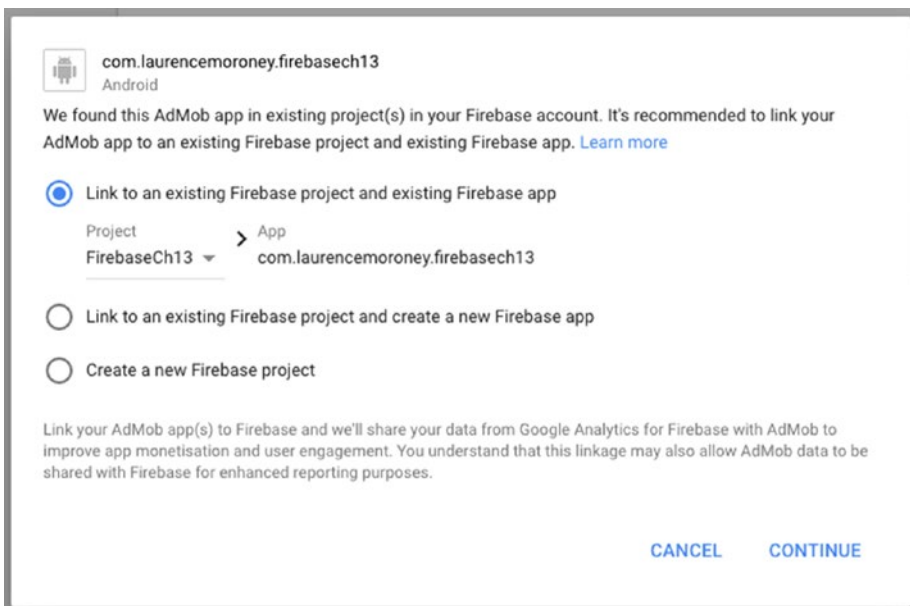 com.laurencemoroney.firebasech13
Android
We found this AdMob app in existing project(s) in your Firebase account. It's recommended to link your
AdMob app to an existing Firebase project and existing Firebase app. Learn more
Link to an existing Firebase project and existing Firebase app
Project
App
FirebaseCh13
com.laurencemoroney.firebasech13
Link to an existing Firebase project and create a new Firebase app
Create a new Firebase project
Link your AdMob app(s) to Firebase and we'll share your data from Google Analytics for Firebase with AdMob to
improve app monetisation and user engagement. You understand that this linkage may also allow AdMob data to be
shared with Firebase for enhanced reporting purposes.
CANCEL
CONTINUE